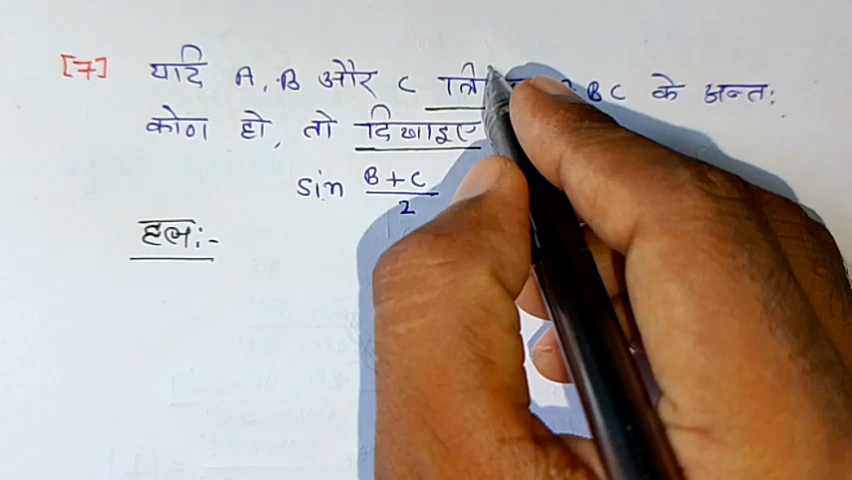 [7] यदि A, B और C BC के अन्त:
कोण हो, तो दिखाइए
sin B+C/2
हल:-